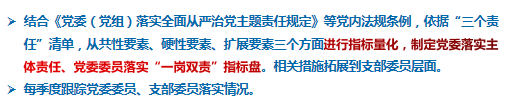 ➢ 结合《党委（党组）落实全面从严治党主题责任规定》等党内法规条例，依据“三个责
任”清单，从共性要素、硬性要素、扩展要素三个方面进行指标量化，制定党委落实主
体责任、党委委员落实“一岗双责”指标盘。相关措施拓展到支部委员层面。
➢ 每季度跟踪党委委员、支部委员落实情况。